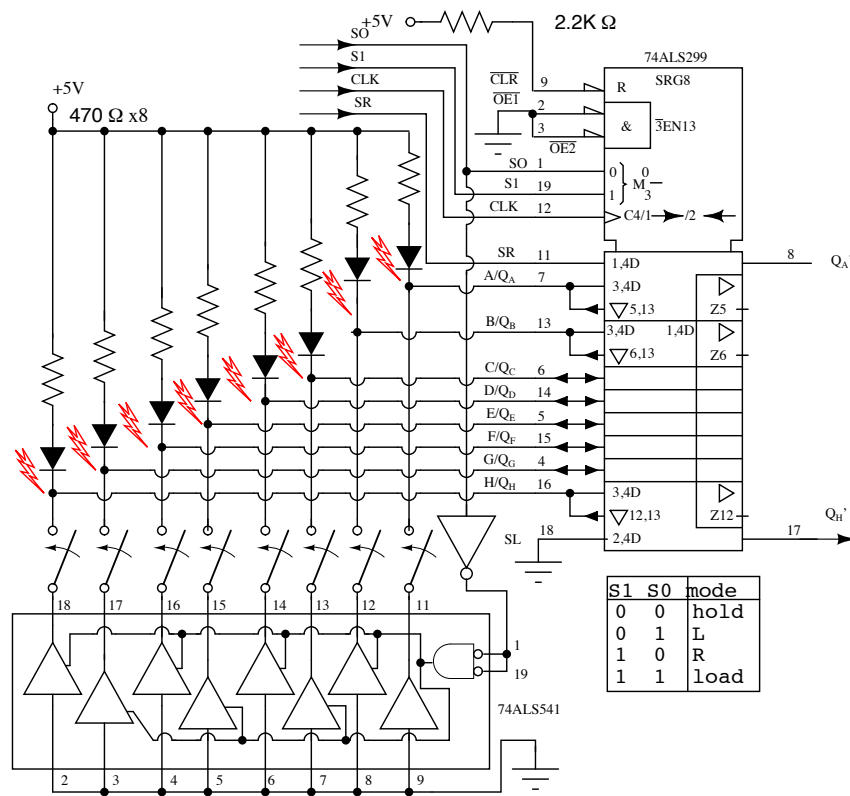 +5V
2.2K Ω
SO
S1
CLK
SR
+5V
470 Ω x8
74ALS299
SRG8
CLR 9 R
OE1 2
& 3EN13
3
OE2
SO 1 0 0
M
S1 19 1 3
CLK 12 C4/1 /2
SR 11 1,4D 8 QA'
A/QA 7 3,4D
5,13 Z5
B/QB 13 3,4D 1,4D
6,13 Z6
C/QC 6
D/QD 14
E/QE 5
F/QF 15
G/QG 4
H/QH 16 3,4D
12,13 Z12
SL 18 2,4D 17 QH'
18 17 16 15 14 13 12 11
1
19
74ALS541
2 3 4 5 6 7 8 9
S1 S0 mode
0 0 hold
0 1 L
1 0 R
1 1 load